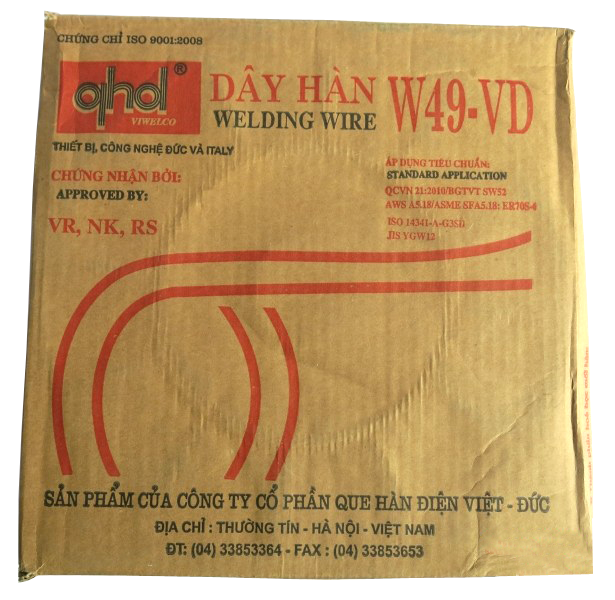 CHỨNG CHỈ ISO 9001:2008
qhd ®
VIWELCO
DÂY HÀN W49-VD
WELDING WIRE
THIẾT BỊ, CÔNG NGHỆ ĐỨC VÀ ITALY
CHỨNG NHẬN BỞI:
APPROVED BY:
VR, NK, RS
ÁP DỤNG TIÊU CHUẨN:
STANDARD APPLICATION
QCVN 21:2010/BGTVT SW52
AWS A5.18/ASME SFA5.18: ER70S-4
ISO 14341-A-G3Si1
JIS YGW12
SẢN PHẨM CỦA CÔNG TY CỔ PHẦN QUE HÀN ĐIỆN VIỆT - ĐỨC
ĐỊA CHỈ : THƯỜNG TÍN - HÀ NỘI - VIỆT NAM
ĐT: (04) 33853364 - FAX : (04) 33853653